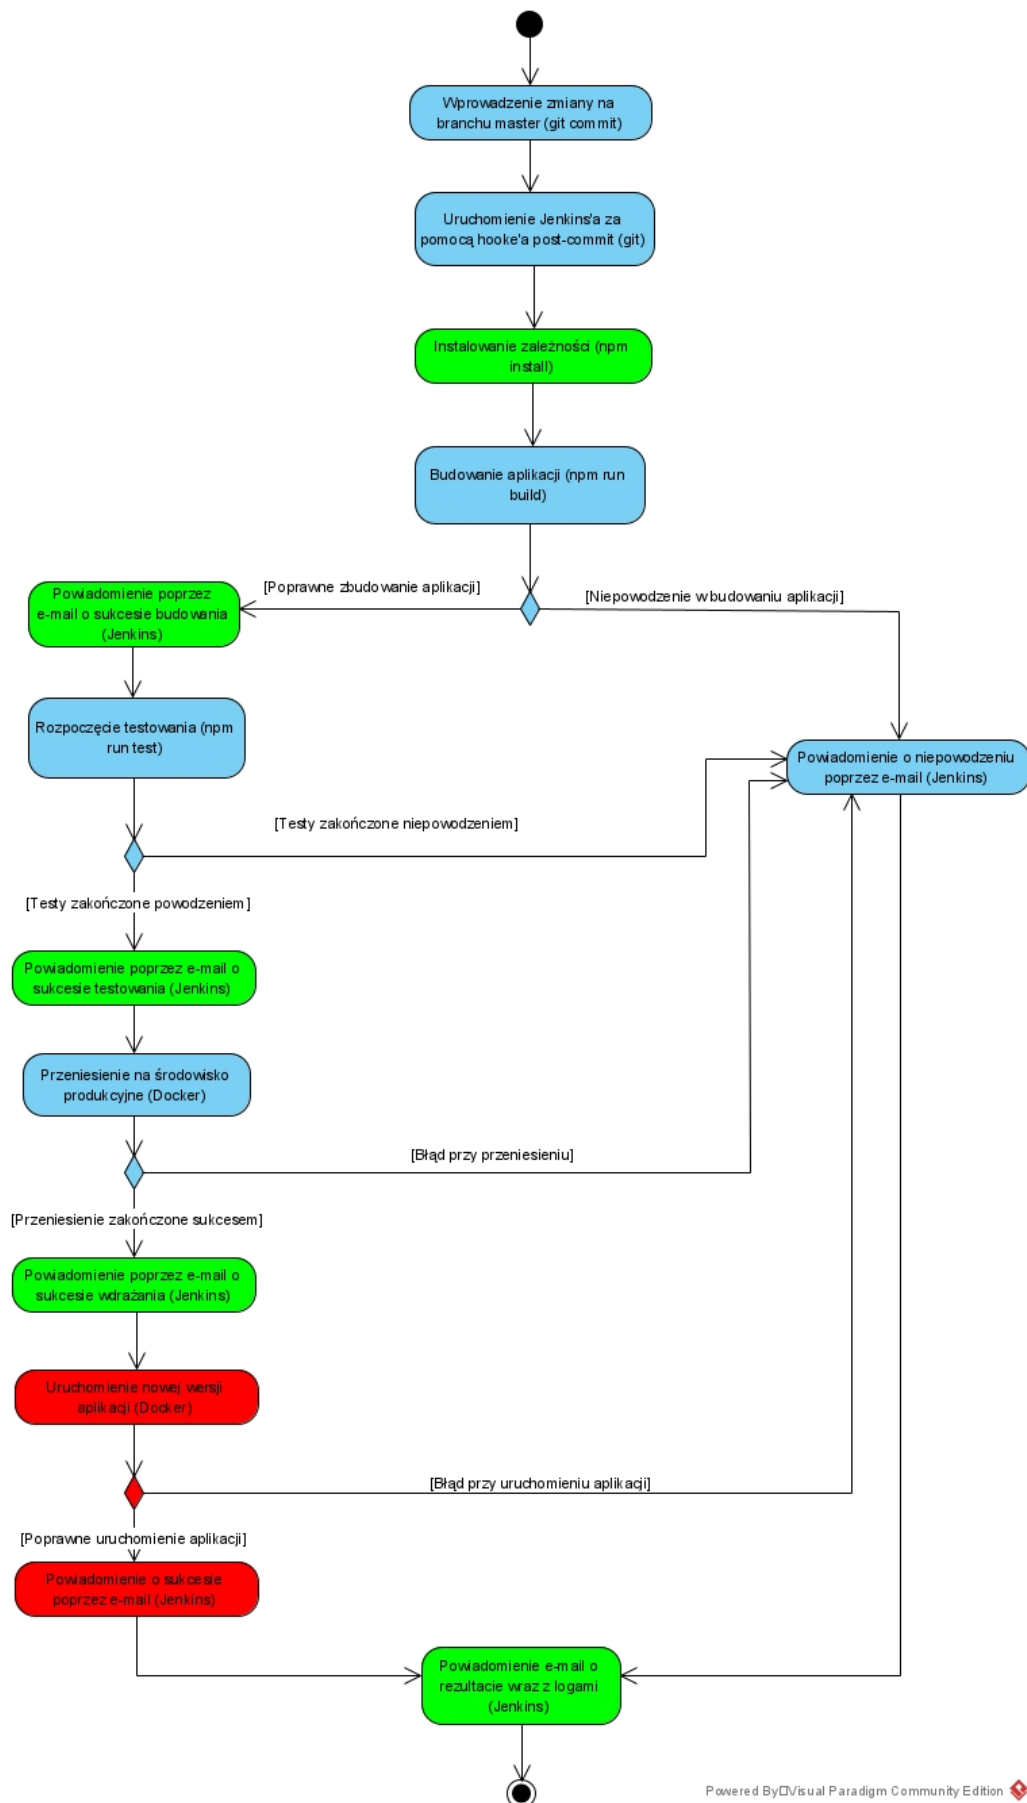 Wprowadzenie zmiany na
branchu master (git commit)
Uruchomienie Jenkins'a za
pomocą hooke'a post-commit (git)
Instalowanie zależności (npm
install)
Budowanie aplikacji (npm run
build)
[Poprawne zbudowanie aplikacji]
[Niepowodzenie w budowaniu aplikacji]
Powiadomienie poprzez
e-mail o sukcesie budowania
(Jenkins)
Rozpoczęcie testowania (npm
run test)
Powiadomienie o niepowodzeniu
poprzez e-mail (Jenkins)
[Testy zakończone niepowodzeniem]
[Testy zakończone powodzeniem]
Powiadomienie poprzez e-mail o
sukcesie testowania (Jenkins)
Przeniesienie na środowisko
produkcyjne (Docker)
[Błąd przy przeniesieniu]
[Przeniesienie zakończone sukcesem]
Powiadomienie poprzez e-mail o
sukcesie wdrażania (Jenkins)
Uruchomienie nowej wersji
aplikacji (Docker)
[Błąd przy uruchomieniu aplikacji]
[Poprawne uruchomienie aplikacji]
Powiadomienie o sukcesie
poprzez e-mail (Jenkins)
Powiadomienie e-mail o
rezultacie wraz z logami
(Jenkins)
Powered By□Visual Paradigm Community Edition